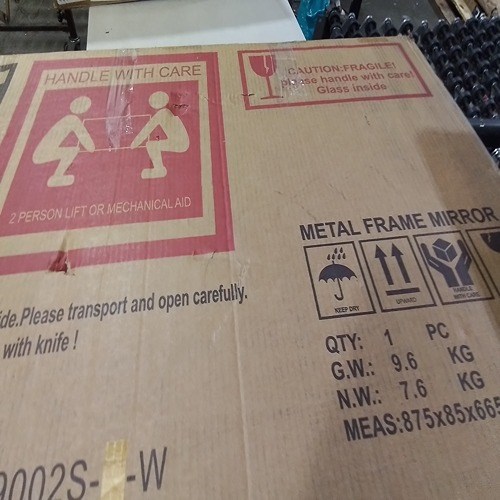 HANDLE WITH CARE
2 PERSON LIFT OR MECHANICAL AID
CAUTION:FRAGILE!
please handle with care!
Glass inside
METAL FRAME MIRROR
KEEP DRY
UPWARD
HANDLE
WITH CARE
QTY: 1 PC
G.W.: 9.6 KG
N.W.: 7.6 KG
MEAS:875x85x665
ide.Please transport and open carefully.
with knife !
9002S- -W